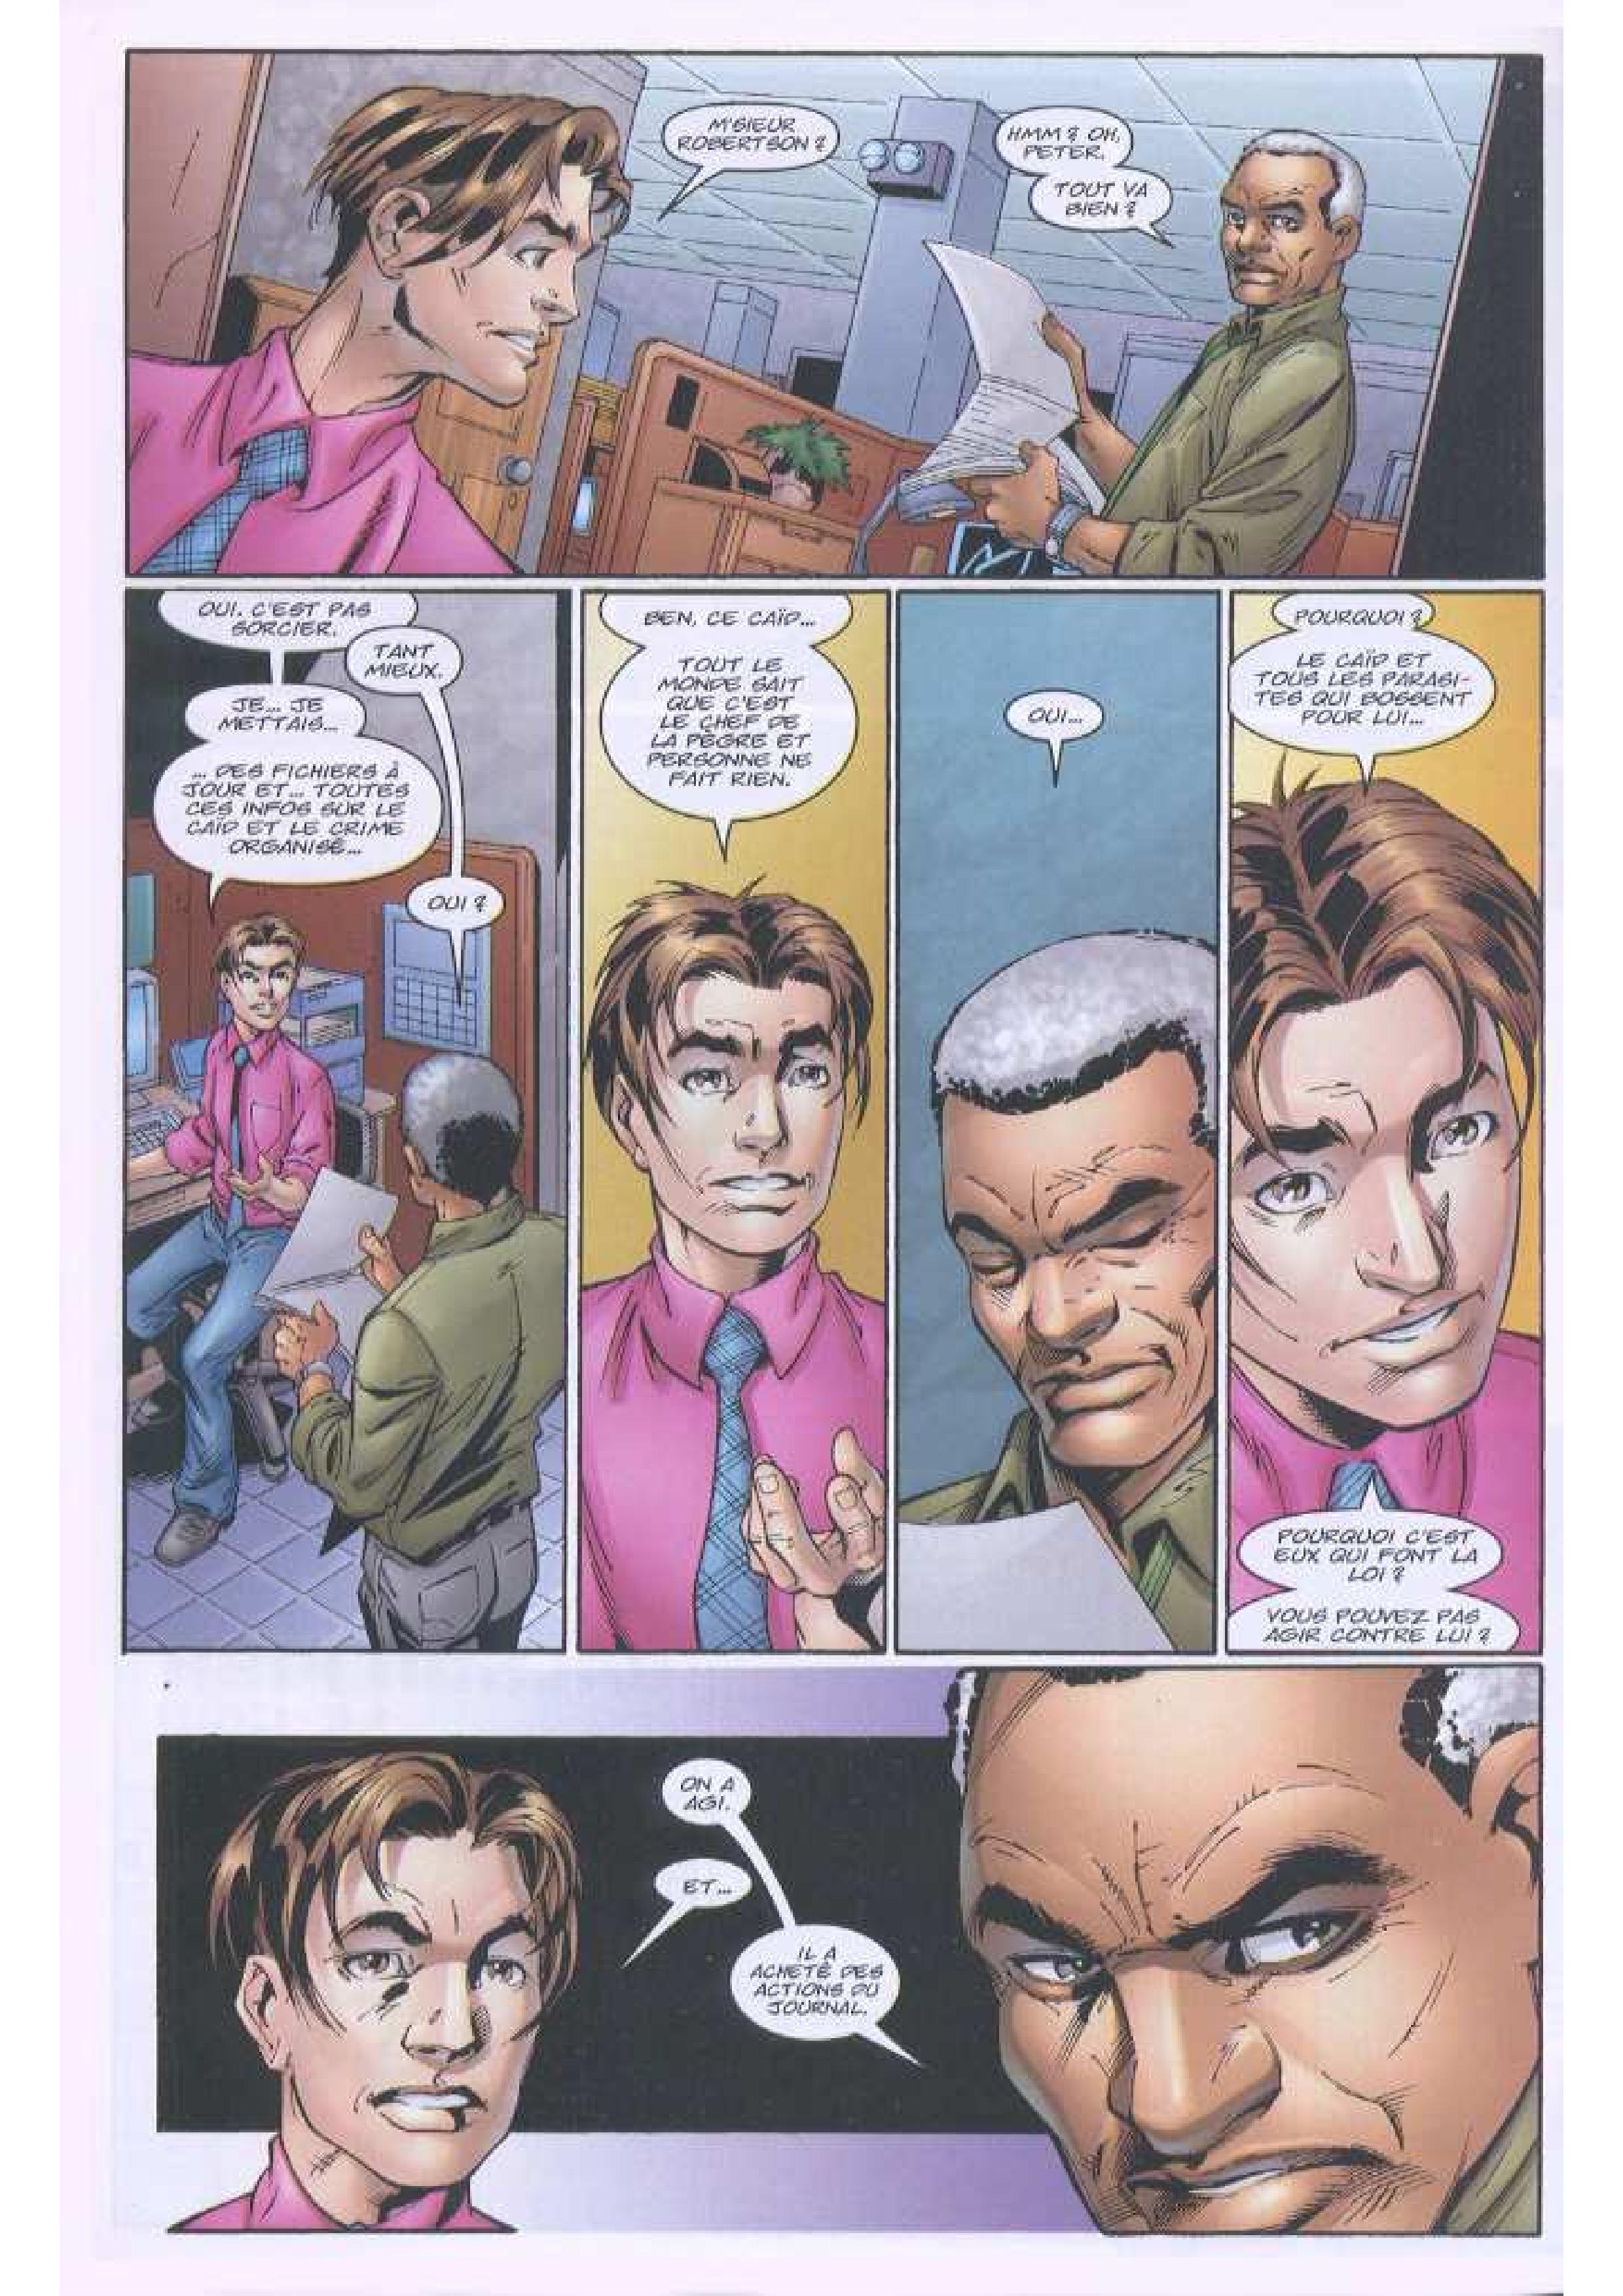 M'SIEUR
ROBERTSON ?
HMM ? OH,
PETER.
TOUT VA
BIEN ?
OUI. C'EST PAS
SORCIER.
TANT
MIEUX.
JE... JE
METTAIS...
... DES FICHIERS À
JOUR ET... TOUTES
CES INFOS SUR LE
CAÏD ET LE CRIME
ORGANISÉ...
OUI ?
BEN, CE CAÏD...
TOUT LE
MONDE SAIT
QUE C'EST
LE CHEF DE
LA PÈGRE ET
PERSONNE NE
FAIT RIEN.
OUI...
POURQUOI ?
LE CAÏD ET
TOUS LES PARASI-
TES QUI BOSSENT
POUR LUI...
POURQUOI C'EST
EUX QUI FONT LA
LOI ?
VOUS POUVEZ PAS
AGIR CONTRE LUI ?
ON A
AGI.
ET...
IL A
ACHETÉ DES
ACTIONS DU
JOURNAL.